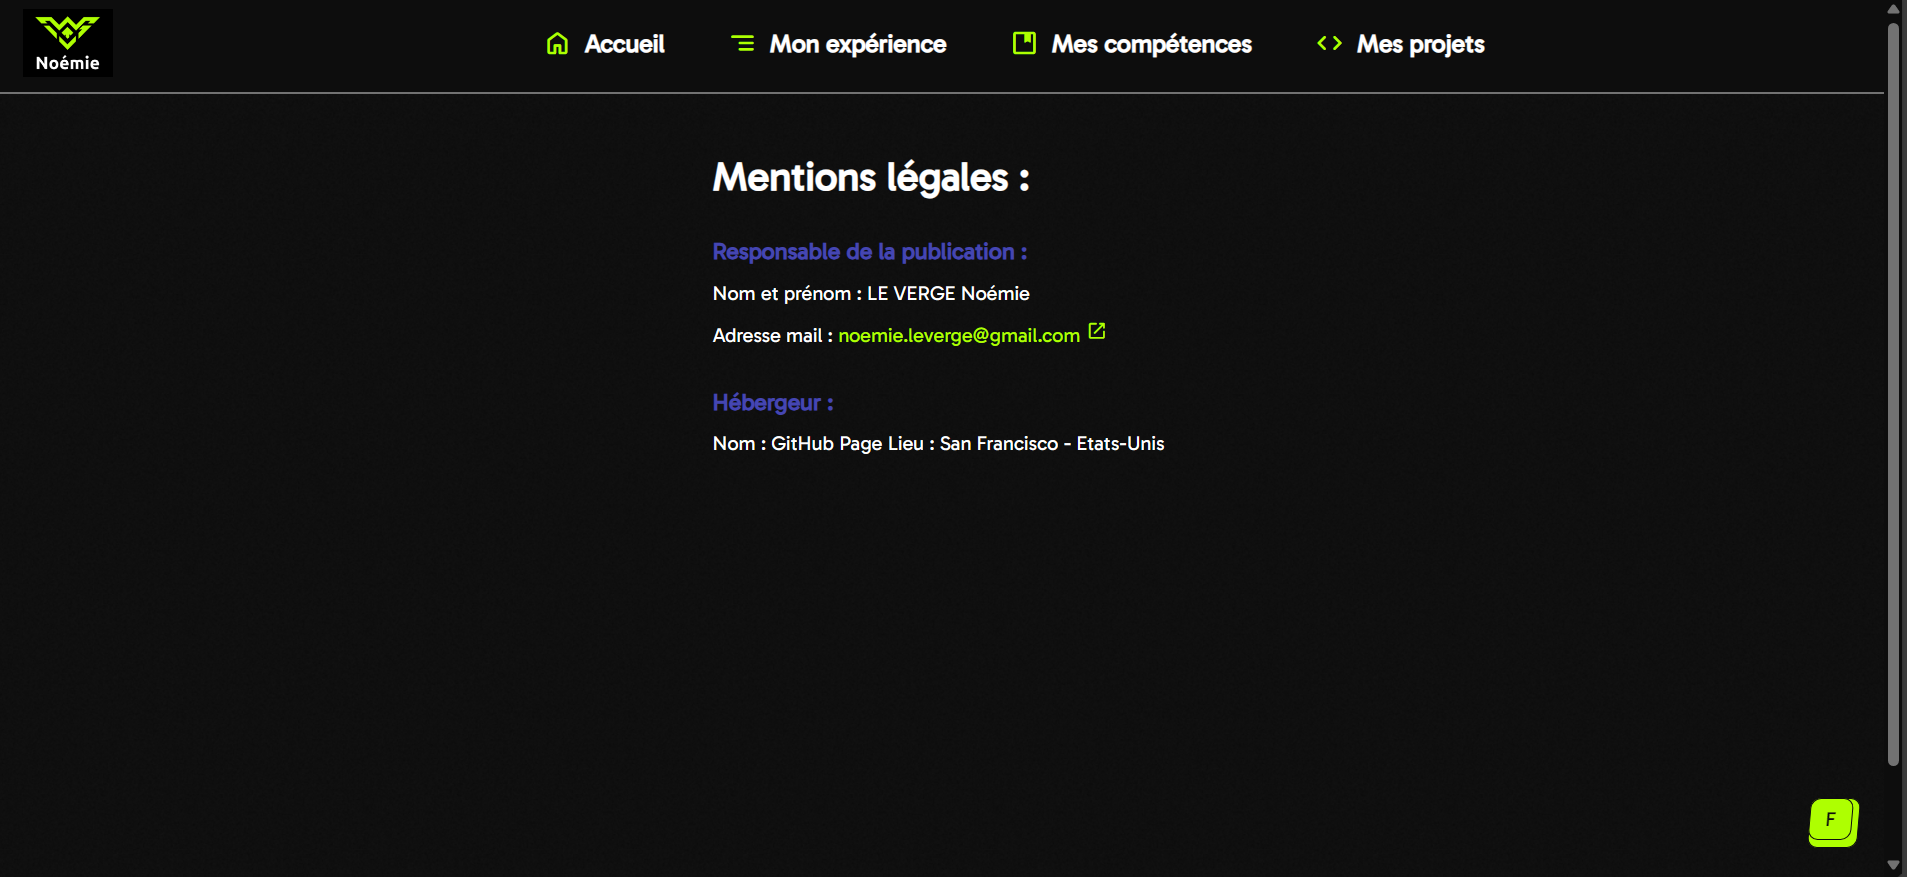 Noémie
Accueil
Mon expérience
Mes compétences
Mes projets
Mentions légales :
Responsable de la publication :
Nom et prénom : LE VERGE Noémie
Adresse mail : noemie.leverge@gmail.com
Hébergeur :
Nom : GitHub Page Lieu : San Francisco - Etats-Unis
F